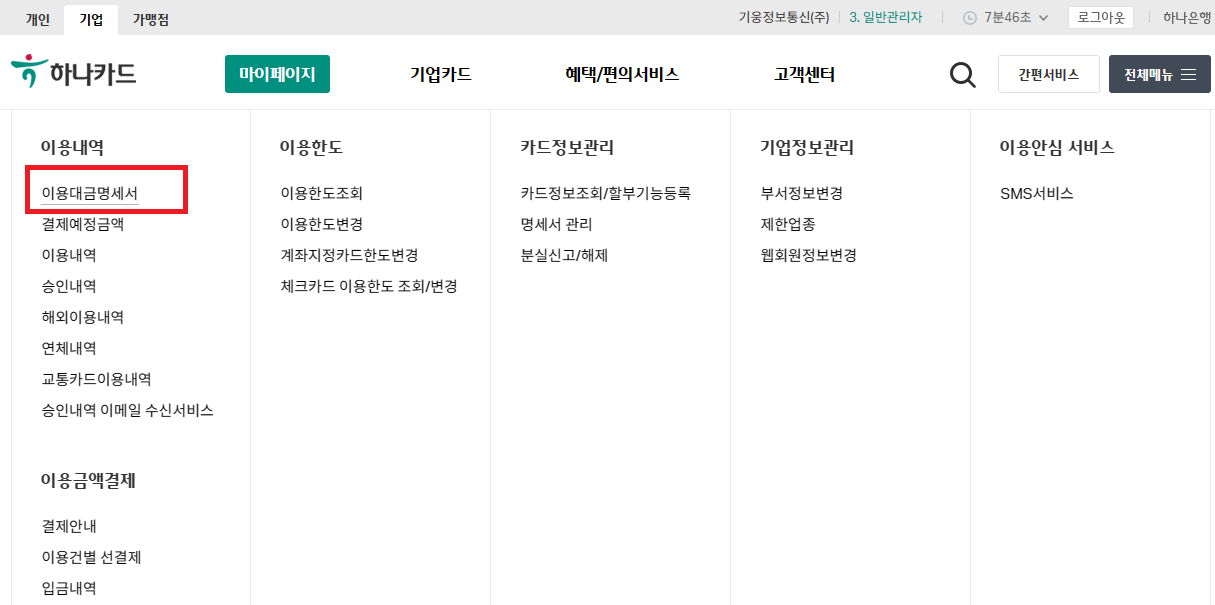 개인 기업 가맹점 기웅정보통신(주) 3. 일반관리자 7분46초 로그아웃 하나은행
하나카드 마이페이지 기업카드 혜택/편의서비스 고객센터 간편서비스 전체메뉴
이용내역
이용대금명세서
결제예정금액
이용내역
승인내역
해외이용내역
연체내역
교통카드이용내역
승인내역 이메일 수신서비스
이용금액결제
결제안내
이용건별 선결제
입금내역
이용한도
이용한도조회
이용한도변경
계좌지정카드한도변경
체크카드 이용한도 조회/변경
카드정보관리
카드정보조회/할부기능등록
명세서 관리
분실신고/해제
기업정보관리
부서정보변경
제한업종
웹회원정보변경
이용안심 서비스
SMS서비스